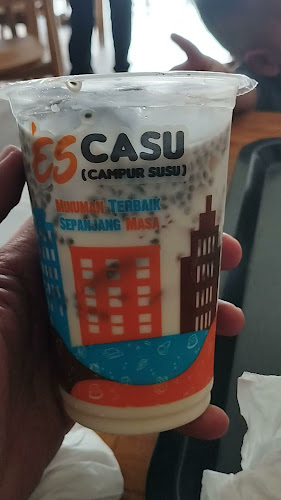 ES CASU
(CAMPUR SUSU)
MINUMAN TERBAIK
SEPANJANG MASA